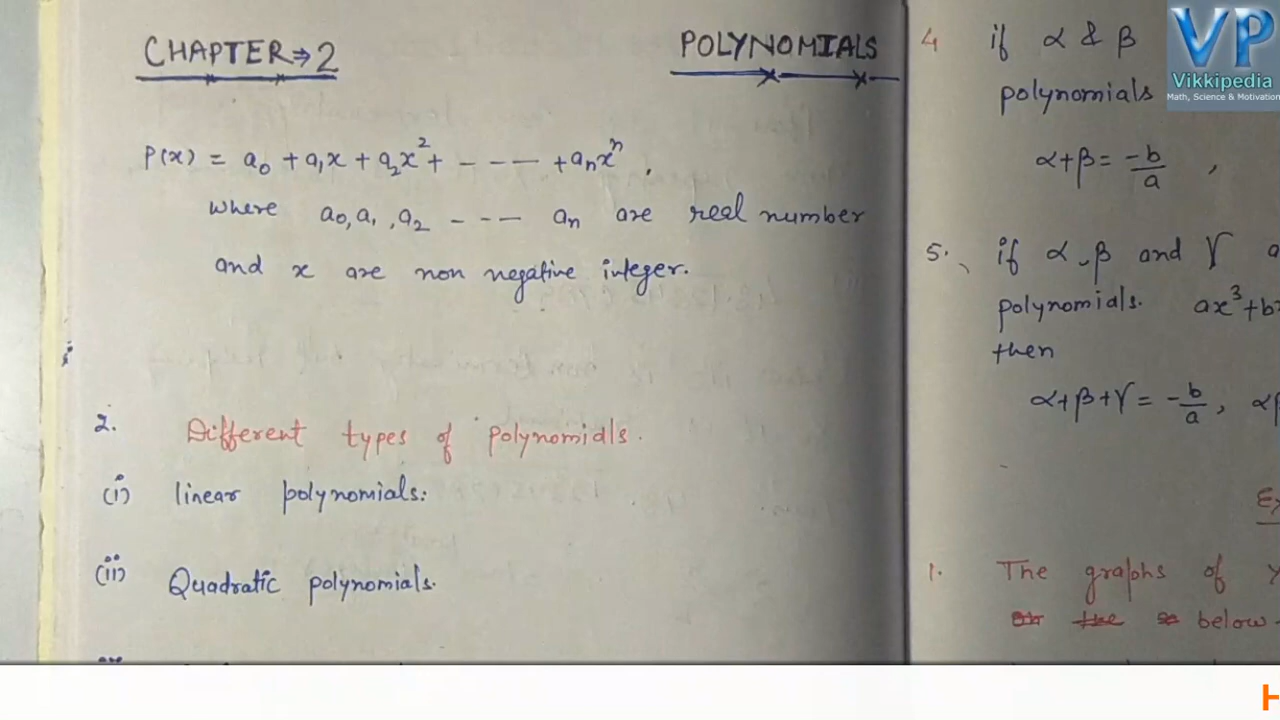 CHAPTER → 2
POLYNOMIALS
P(x) = a₀ + a₁x + a₂x² + - - - - + aₙxⁿ,
where a₀, a₁, a₂ - - - - aₙ are real number
and x are non negative integer.
2. Different types of polynomials.
(i) linear polynomials:
(ii) Quadratic polynomials.
4 if α & β
polynomials
α+β = -b/a ,
5. if α, β and γ a
polynomials. ax³+b
then
α+β+γ = -b/a, αβ
Ex
1. The graphs of y
below
VP
Vikkipedia
Math, Science & Motivation
H